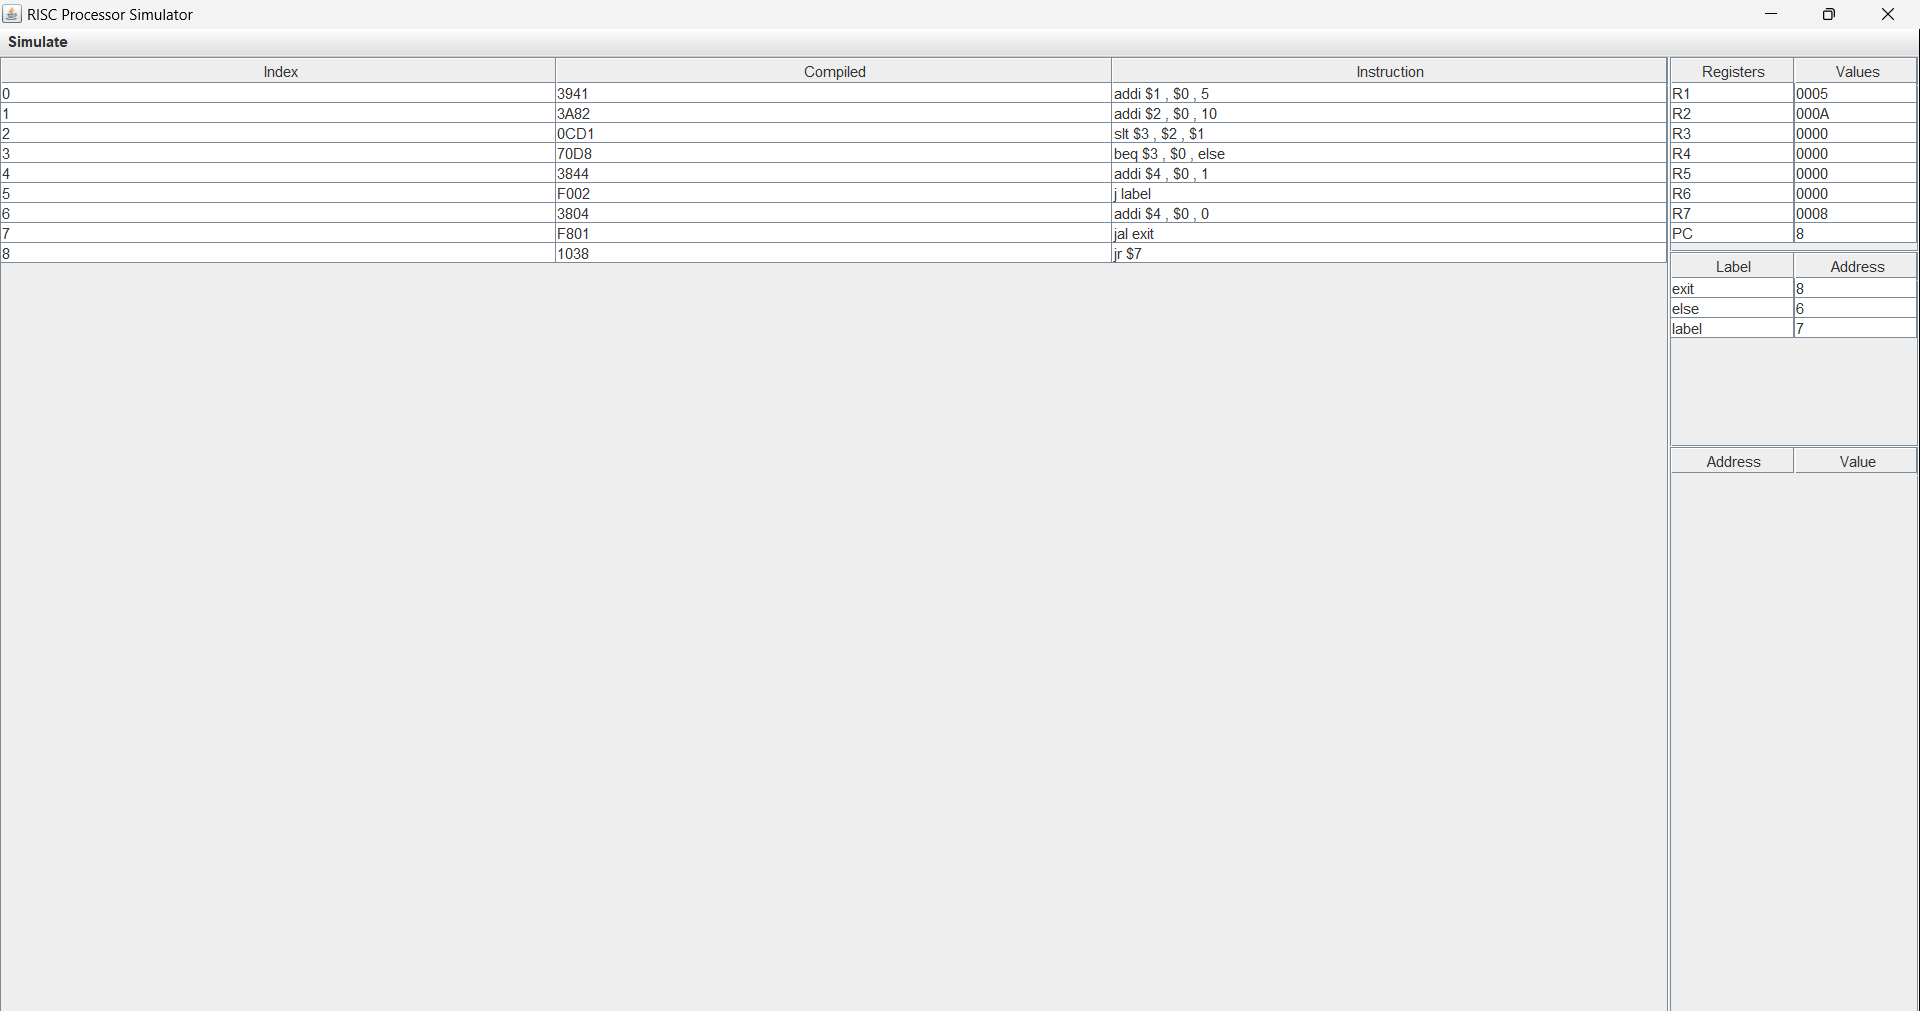 RISC Processor Simulator
Simulate
Index Compiled Instruction
0 3941 addi $1 , $0 , 5
1 3A82 addi $2 , $0 , 10
2 0CD1 slt $3 , $2 , $1
3 70D8 beq $3 , $0 , else
4 3844 addi $4 , $0 , 1
5 F002 j label
6 3804 addi $4 , $0 , 0
7 F801 jal exit
8 1038 jr $7
Registers Values
R1 0005
R2 000A
R3 0000
R4 0000
R5 0000
R6 0000
R7 0008
PC 8
Label Address
exit 8
else 6
label 7
Address Value